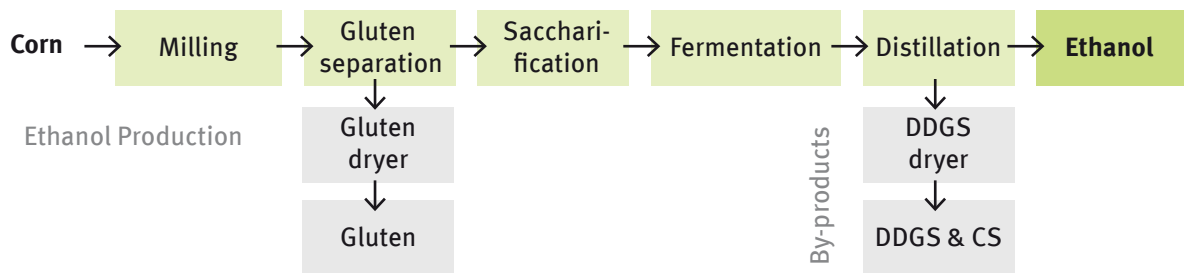 Corn
Milling
Gluten
separation
Sacchari-
fication
Fermentation
Distillation
Ethanol
Ethanol Production
Gluten
dryer
By-products
DDGS
dryer
Gluten
DDGS & CS